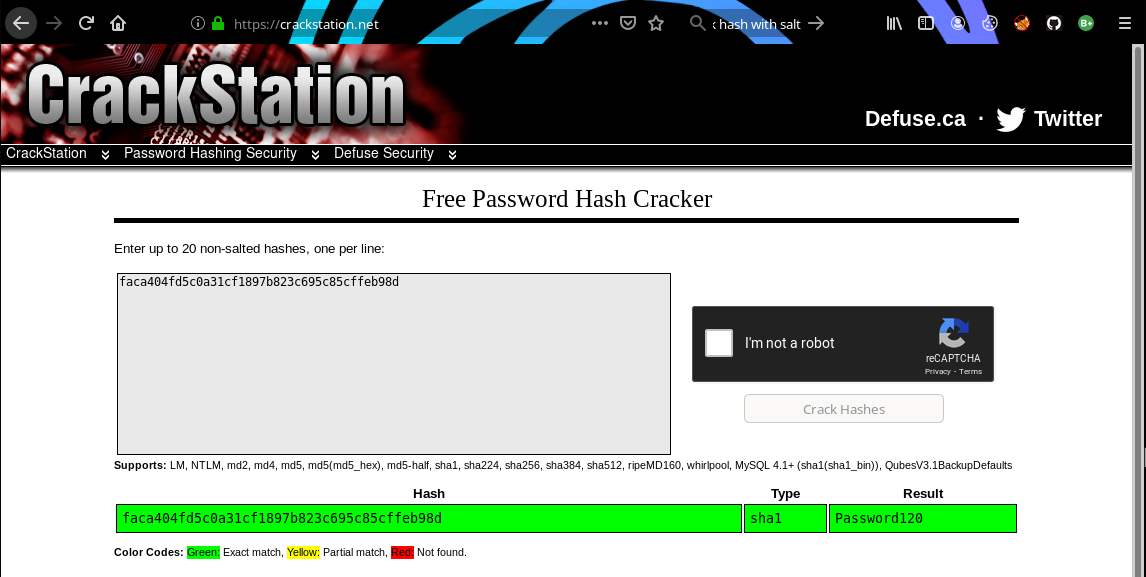 https://crackstation.net
hash with salt
B+
CrackStation
Defuse.ca · Twitter
CrackStation Password Hashing Security Defuse Security
Free Password Hash Cracker
Enter up to 20 non-salted hashes, one per line:
faca404fd5c0a31cf1897b823c695c85cffeb98d
I'm not a robot
reCAPTCHA
Privacy - Terms
Crack Hashes
Supports: LM, NTLM, md2, md4, md5, md5(md5_hex), md5-half, sha1, sha224, sha256, sha384, sha512, ripeMD160, whirlpool, MySQL 4.1+ (sha1(sha1_bin)), QubesV3.1BackupDefaults
Hash Type Result
faca404fd5c0a31cf1897b823c695c85cffeb98d sha1 Password120
Color Codes: Green: Exact match, Yellow: Partial match, Red: Not found.